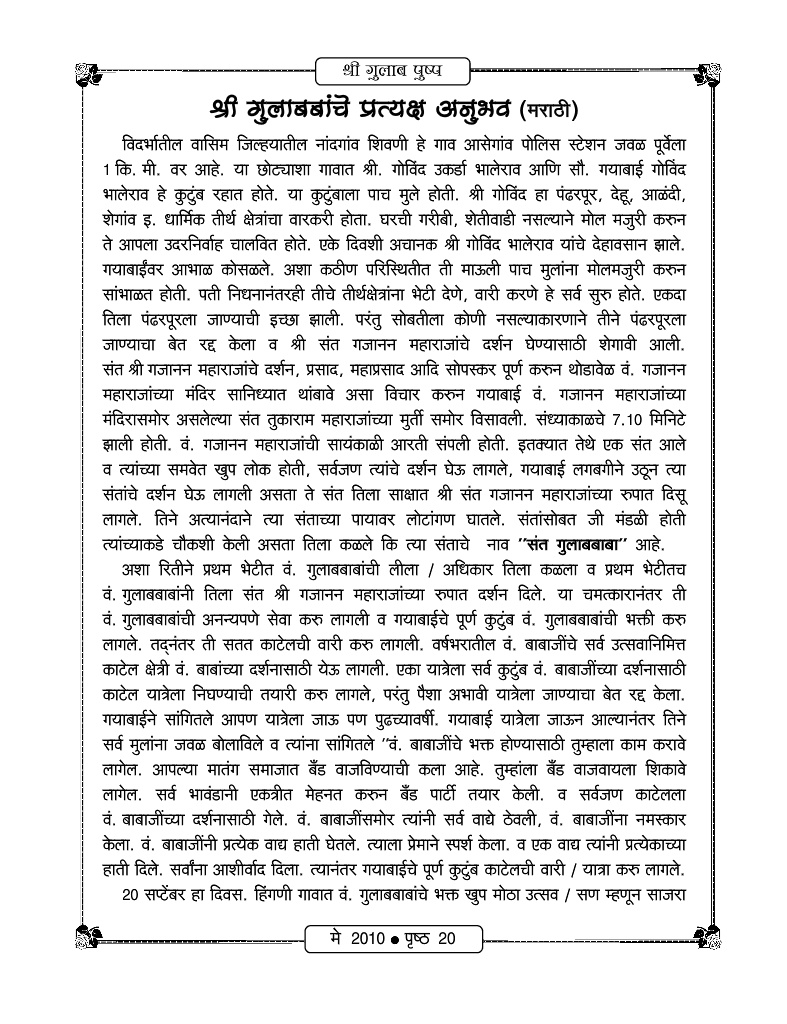 श्री गुलाब पुष्प
श्री गुलाबबांचे प्रत्यक्ष अनुभव (मराठी)
विदर्भातील वासिम जिल्हयातील नांदगांव शिवणी हे गाव आसेगांव पोलिस स्टेशन जवळ पूर्वेला
1 कि. मी. वर आहे. या छोट्याशा गावात श्री. गोविंद उकर्डा भालेराव आणि सौ. गयाबाई गोविंद
भालेराव हे कुटुंब रहात होते. या कुटुंबाला पाच मुले होती. श्री गोविंद हा पंढरपूर, देहू, आळंदी,
शेगांव इ. धार्मिक तीर्थ क्षेत्रांचा वारकरी होता. घरची गरीबी, शेतीवाडी नसल्याने मोल मजुरी करुन
ते आपला उदरनिर्वाह चालवित होते. एके दिवशी अचानक श्री गोविंद भालेराव यांचे देहावसान झाले.
गयाबाईंवर आभाळ कोसळले. अशा कठीण परिस्थितीत ती माऊली पाच मुलांना मोलमजुरी करुन
सांभाळत होती. पती निधनानंतरही तीचे तीर्थक्षेत्रांना भेटी देणे, वारी करणे हे सर्व सुरु होते. एकदा
तिला पंढरपूरला जाण्याची इच्छा झाली. परंतु सोबतीला कोणी नसल्याकारणाने तीने पंढरपूरला
जाण्याचा बेत रद्द केला व श्री संत गजानन महाराजांचे दर्शन घेण्यासाठी शेगावी आली.
संत श्री गजानन महाराजांचे दर्शन, प्रसाद, महाप्रसाद आदि सोपस्कर पूर्ण करुन थोडावेळ वं. गजानन
महाराजांच्या मंदिर सानिध्यात थांबावे असा विचार करुन गयाबाई वं. गजानन महाराजांच्या
मंदिरासमोर असलेल्या संत तुकाराम महाराजांच्या मुर्ती समोर विसावली. संध्याकाळचे 7.10 मिनिटे
झाली होती. वं. गजानन महाराजांची सायंकाळी आरती संपली होती. इतक्यात तेथे एक संत आले
व त्यांच्या समवेत खुप लोक होती, सर्वजण त्यांचे दर्शन घेऊ लागले, गयाबाई लगबगीने उठून त्या
संतांचे दर्शन घेऊ लागली असता ते संत तिला साक्षात श्री संत गजानन महाराजांच्या रुपात दिसू
लागले. तिने अत्यानंदाने त्या संताच्या पायावर लोटांगण घातले. संतांसोबत जी मंडळी होती
त्यांच्याकडे चौकशी केली असता तिला कळले कि त्या संताचे नाव "संत गुलाबबाबा" आहे.
अशा रितीने प्रथम भेटीत वं. गुलाबबाबांची लीला / अधिकार तिला कळला व प्रथम भेटीतच
वं. गुलाबबाबांनी तिला संत श्री गजानन महाराजांच्या रुपात दर्शन दिले. या चमत्कारानंतर ती
वं. गुलाबबाबांची अनन्यपणे सेवा करु लागली व गयाबाईचे पूर्ण कुटुंब वं. गुलाबबाबांची भक्ती करु
लागले. तद्नंतर ती सतत काटेलची वारी करु लागली. वर्षभरातील वं. बाबाजींचे सर्व उत्सवानिमित्त
काटेल क्षेत्री वं. बाबांच्या दर्शनासाठी येऊ लागली. एका यात्रेला सर्व कुटुंब वं. बाबाजींच्या दर्शनासाठी
काटेल यात्रेला निघण्याची तयारी करु लागले, परंतु पैशा अभावी यात्रेला जाण्याचा बेत रद्द केला.
गयाबाईने सांगितले आपण यात्रेला जाऊ पण पुढच्यावर्षी. गयाबाई यात्रेला जाऊन आल्यानंतर तिने
सर्व मुलांना जवळ बोलाविले व त्यांना सांगितले "वं. बाबाजींचे भक्त होण्यासाठी तुम्हाला काम करावे
लागेल. आपल्या मातंग समाजात बँड वाजविण्याची कला आहे. तुम्हांला बँड वाजवायला शिकावे
लागेल. सर्व भावंडानी एकत्रीत मेहनत करुन बँड पार्टी तयार केली. व सर्वजण काटेलला
वं. बाबाजींच्या दर्शनासाठी गेले. वं. बाबाजींसमोर त्यांनी सर्व वाद्ये ठेवली, वं. बाबाजींना नमस्कार
केला. वं. बाबाजींनी प्रत्येक वाद्य हाती घेतले. त्याला प्रेमाने स्पर्श केला. व एक वाद्य त्यांनी प्रत्येकाच्या
हाती दिले. सर्वांना आशीर्वाद दिला. त्यानंतर गयाबाईचे पूर्ण कुटुंब काटेलची वारी / यात्रा करु लागले.
20 सप्टेंबर हा दिवस. हिंगणी गावात वं. गुलाबबाबांचे भक्त खुप मोठा उत्सव / सण म्हणून साजरा
मे 2010 ● पृष्ठ 20